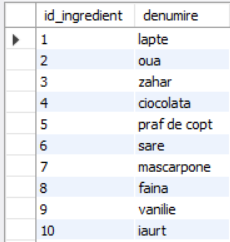 id_ingredient denumire
1 lapte
2 oua
3 zahar
4 ciocolata
5 praf de copt
6 sare
7 mascarpone
8 faina
9 vanilie
10 iaurt